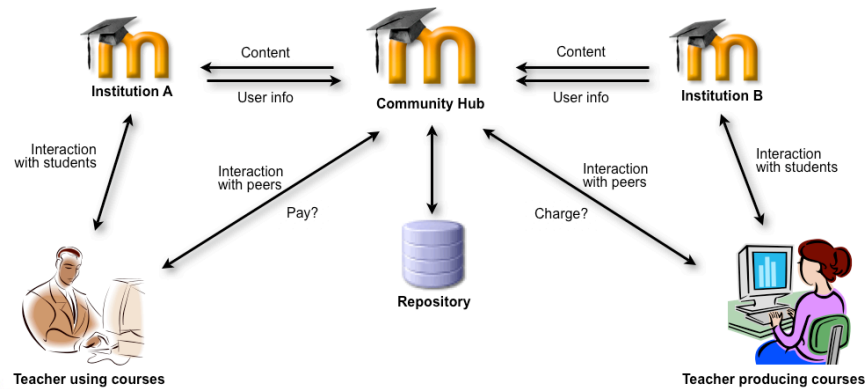 m
m
m
Content
Content
Institution A
User info
Community Hub
User info
Institution B
Interaction
with students
Interaction
with peers
Interaction
with peers
Interaction
with students
Pay?
Charge?
Repository
Teacher using courses
Teacher producing courses